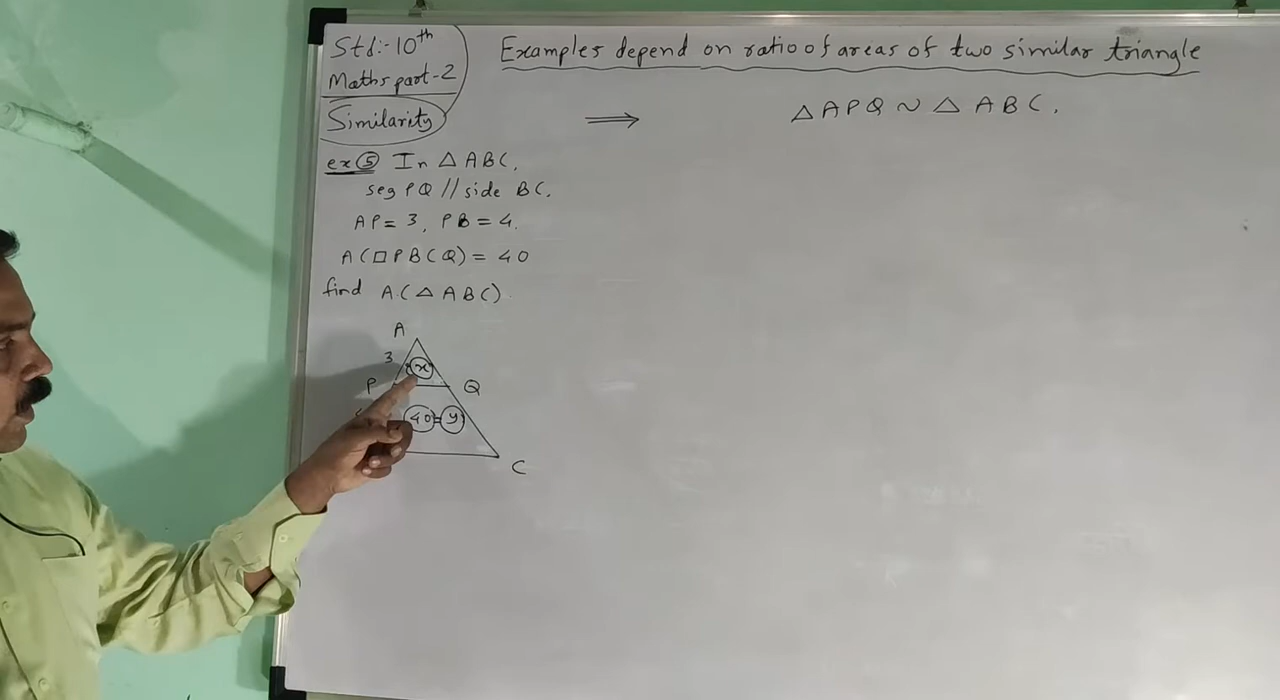 Std:- 10th
Maths part-2
Similarity
Examples depend on ratio of areas of two similar triangle
⇒ △APQ ~ △ABC.
ex ⑤ In △ABC,
seg PQ // side BC.
AP = 3, PB = 4.
A(□PBCQ) = 40
find A(△ABC).
A
3
x
P Q
40 = y
C